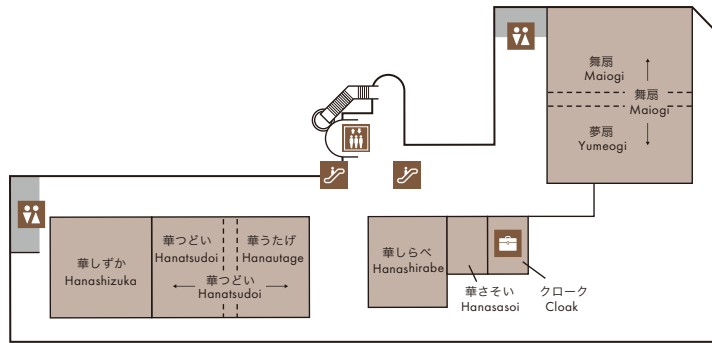 舞扇
Maiogi
舞扇
Maiogi
夢扇
Yumeogi
華しずか
Hanashizuka
華つどい
Hanatsudoi
華うたげ
Hanautage
華つどい
Hanatsudoi
華しらべ
Hanashirabe
華さそい
Hanasasoi
クローク
Cloak